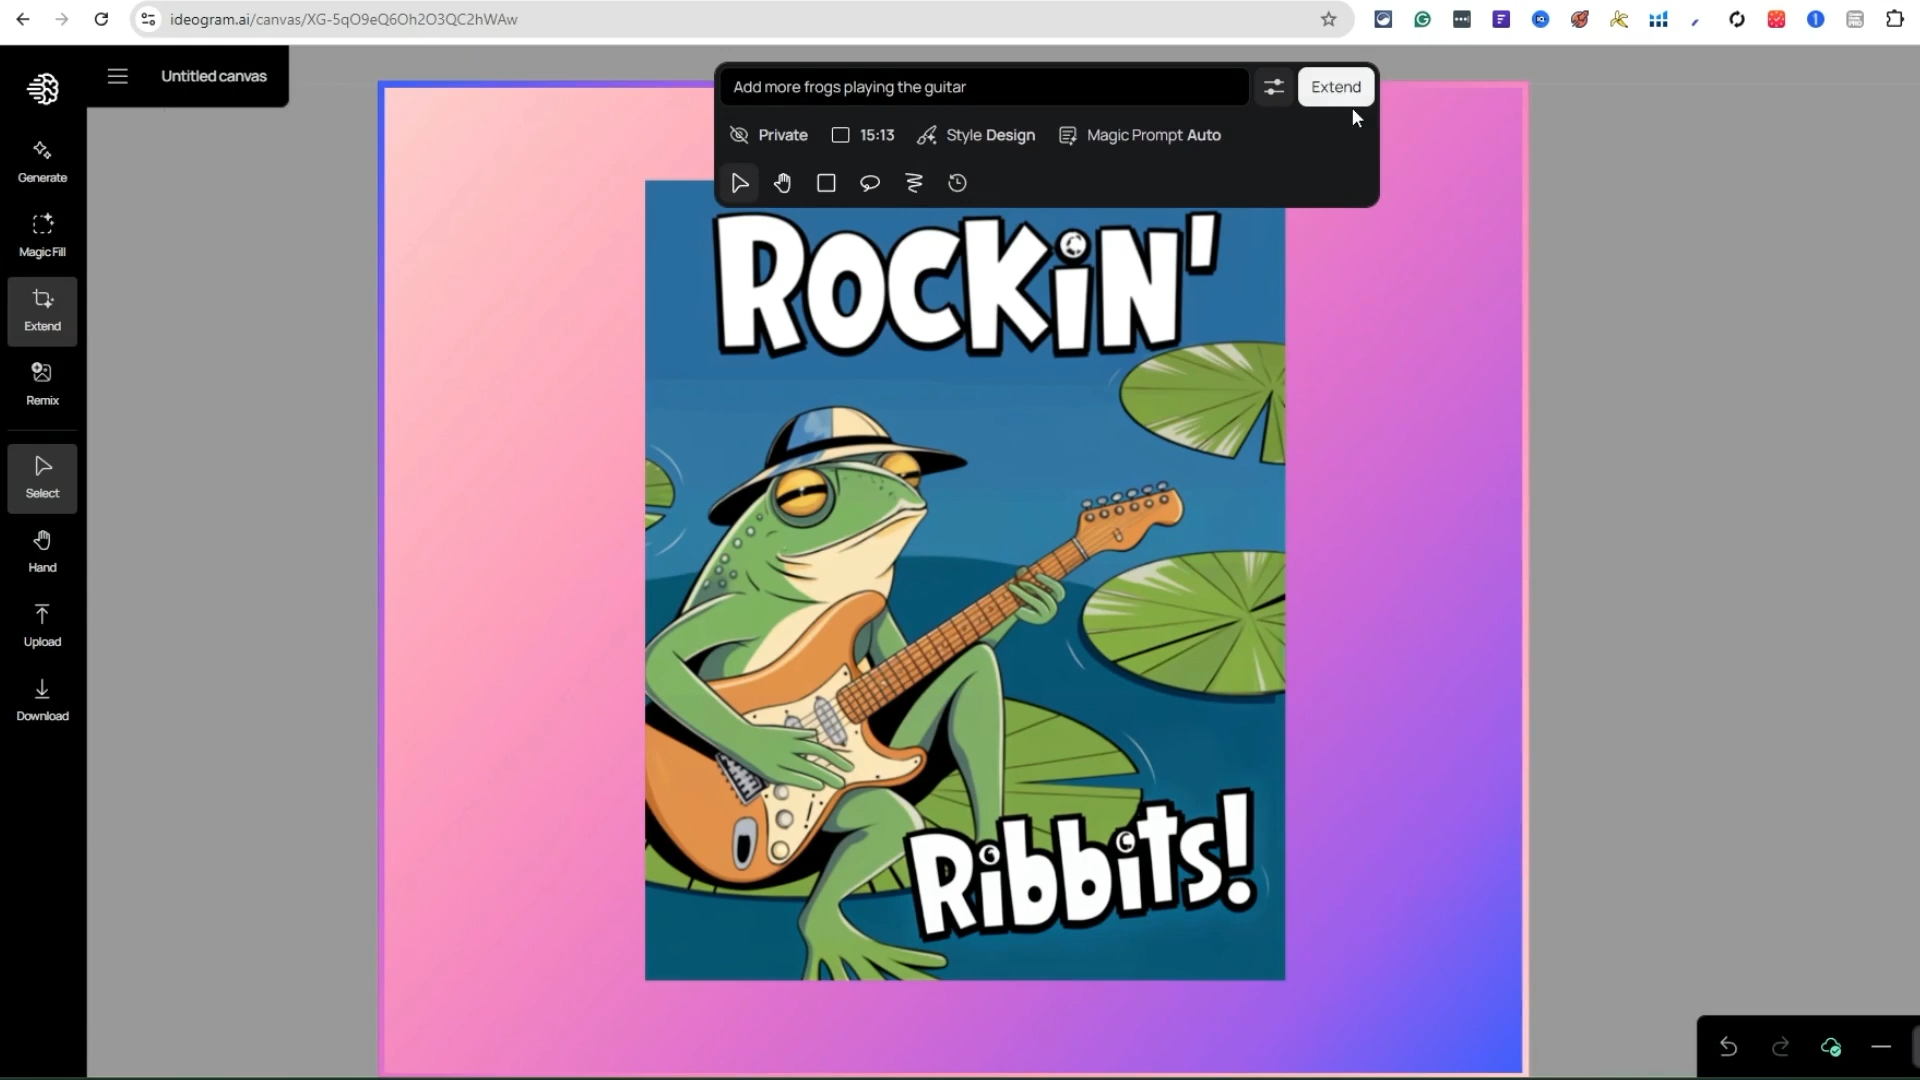 ideogram.ai/canvas/XG-5qO9eQ6Oh2O3QC2hWAw
Untitled canvas
Add more frogs playing the guitar
Extend
Private
15:13
Style Design
Magic Prompt Auto
Generate
Magic Fill
Extend
Remix
Select
Hand
Upload
Download
ROCKiN'
Ribbits!